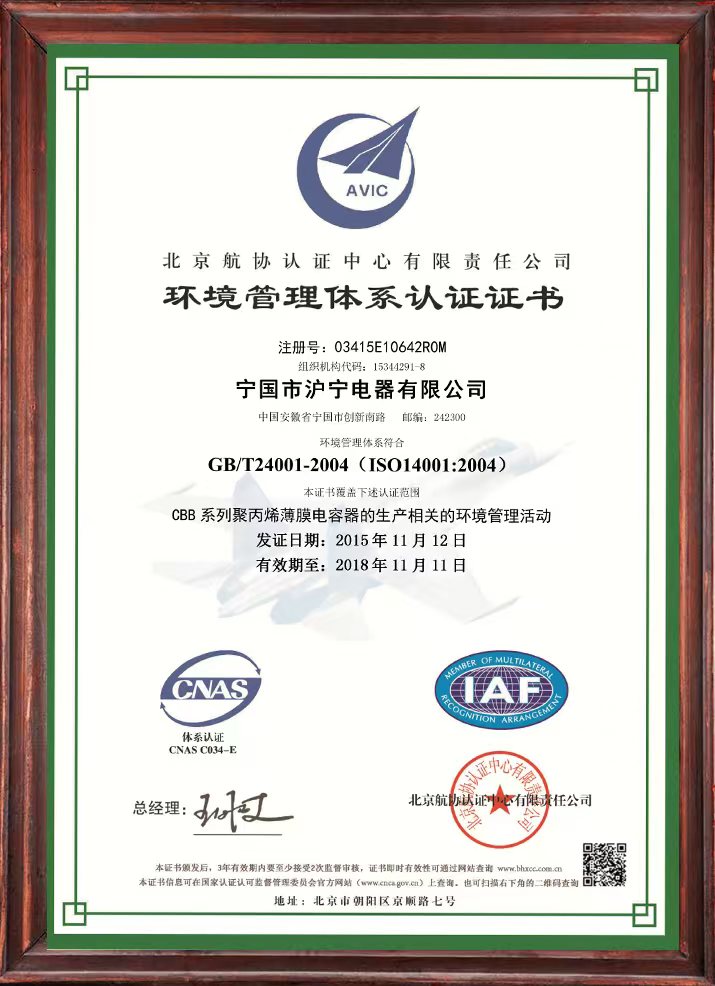 AVIC
北京航协认证中心有限责任公司
环境管理体系认证证书
注册号：03415E10642R0M
组织机构代码：15344291-8
宁国市沪宁电器有限公司
中国安徽省宁国市创新南路 邮编：242300
环境管理体系符合
GB/T24001-2004（ISO14001:2004）
本证书覆盖下述认证范围
CBB 系列聚丙烯薄膜电容器的生产相关的环境管理活动
发证日期：2015 年 11 月 12 日
有效期至：2018 年 11 月 11 日
CNAS
体系认证
CNAS C034-E
MEMBER OF MULTILATERAL
IAF
RECOGNITION ARRANGEMENT
总经理：
北京航协认证中心有限责任公司
北京航协认证中心有限责任公司
本证书颁发后，3年有效期内要至少接受2次监督审核，证书即时有效性可通过网站查询 www.bhxcc.com.cn
本证书信息可在国家认证认可监督管理委员会官方网站（www.cnca.gov.cn）上查询。也可扫描右下角的二维码查询
地址：北京市朝阳区京顺路七号